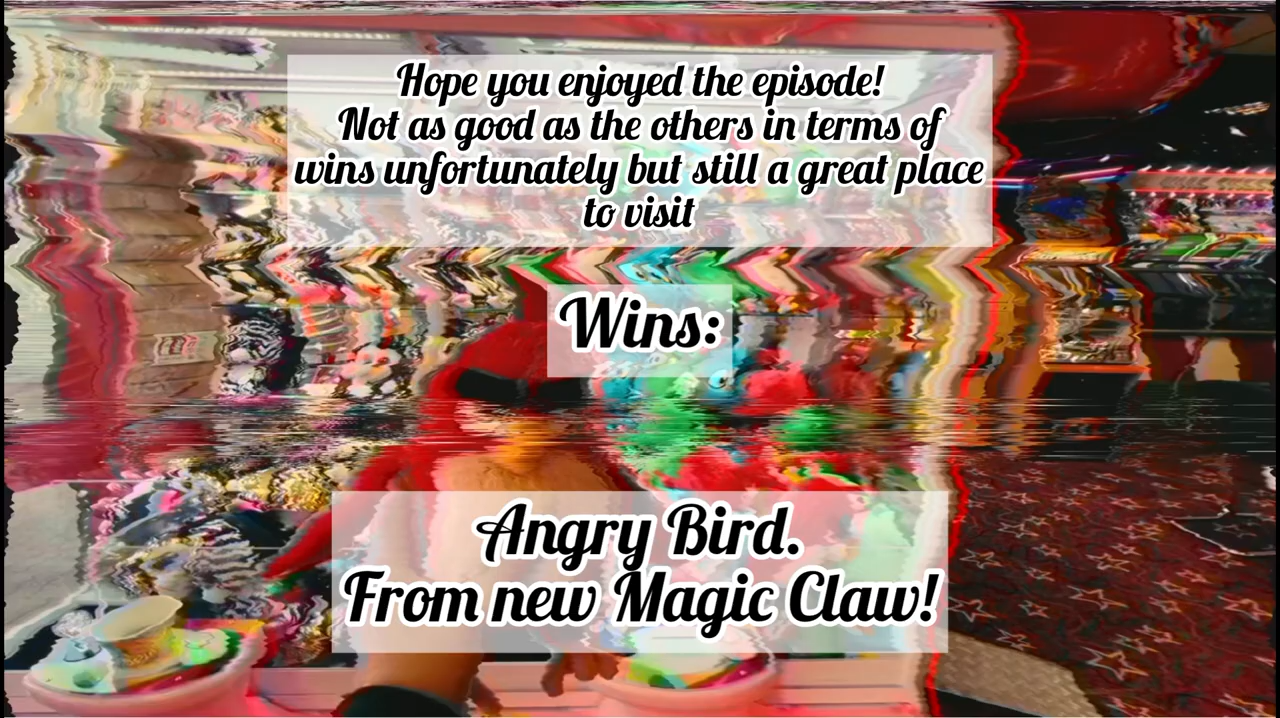 Hope you enjoyed the episode!
Not as good as the others in terms of
wins unfortunately but still a great place
to visit
Wins:
Angry Bird.
From new Magic Claw!